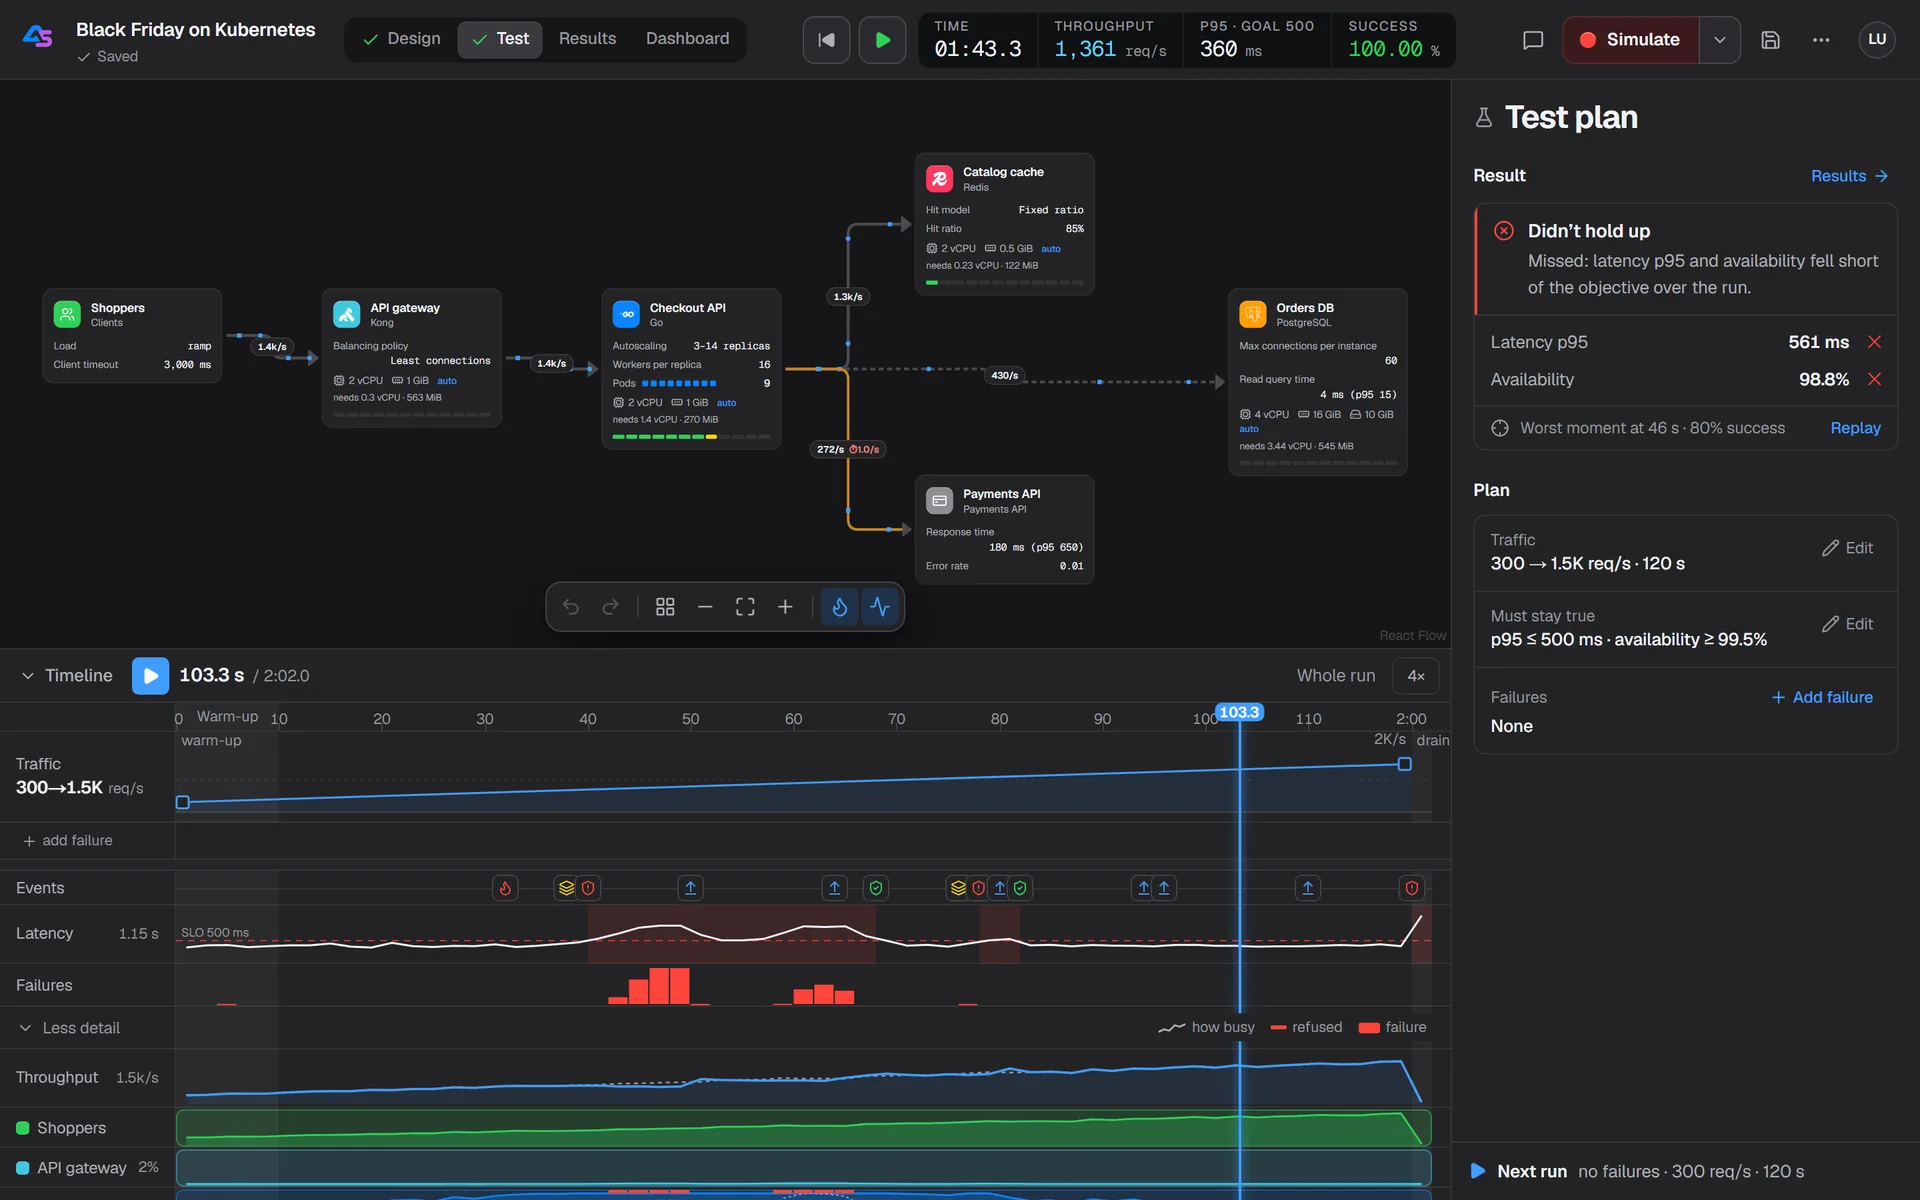 Black Friday on Kubernetes
Saved
Design
Test
Results
Dashboard
TIME
01:43.3
THROUGHPUT
1,361 req/s
P95 · GOAL 500
360 ms
SUCCESS
100.00 %
Simulate
LU
Shoppers
Clients
Load ramp
Client timeout 3,000 ms
1.4k/s
API gateway
Kong
Balancing policy
Least connections
2 vCPU 1 GiB auto
needs 0.3 vCPU · 563 MiB
1.4k/s
Checkout API
Go
GO
Autoscaling 3–14 replicas
Workers per replica 16
Pods 9
2 vCPU 1 GiB auto
needs 1.4 vCPU · 270 MiB
1.3k/s
430/s
272/s 1.0/s
Catalog cache
Redis
Hit model Fixed ratio
Hit ratio 85%
2 vCPU 0.5 GiB auto
needs 0.23 vCPU · 122 MiB
Payments API
Payments API
Response time
180 ms (p95 650)
Error rate 0.01
Orders DB
PostgreSQL
Max connections per instance
60
Read query time
4 ms (p95 15)
4 vCPU 16 GiB 10 GiB
auto
needs 3.44 vCPU · 545 MiB
React Flow
Test plan
Result
Results
Didn’t hold up
Missed: latency p95 and availability fell short
of the objective over the run.
Latency p95 561 ms
Availability 98.8%
Worst moment at 46 s · 80% success Replay
Plan
Traffic
300 → 1.5K req/s · 120 s
Edit
Must stay true
p95 ≤ 500 ms · availability ≥ 99.5%
Edit
Failures
Add failure
None
Timeline
103.3 s / 2:02.0
Whole run
4×
0 Warm-up 10 20 30 40 50 60 70 80 90 100 103.3 110 2:00
warm-up
2K/s drain
Traffic
300→1.5K req/s
add failure
Events
Latency 1.15 s
SLO 500 ms
Failures
Less detail
how busy refused failure
Throughput 1.5k/s
Shoppers
API gateway 2%
Next run no failures · 300 req/s · 120 s